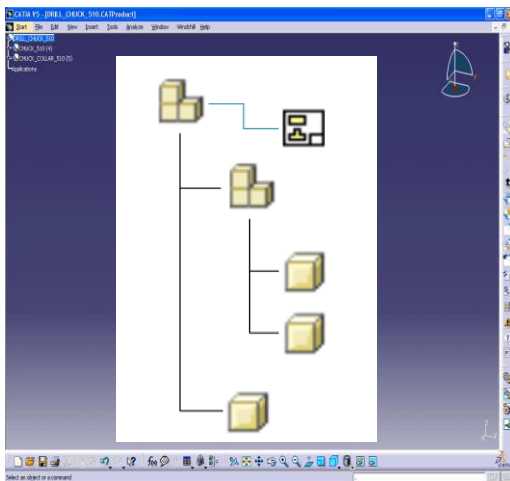 CATIA V5 - [DRILL_CHUCK_510.CATProduct]
Start File Edit View Insert Tools Analyze Window Windchill Help
DRILL_CHUCK_510
CHUCK_510 (4)
CHUCK_COLLAR_510 (5)
Applications
Select an object or a command